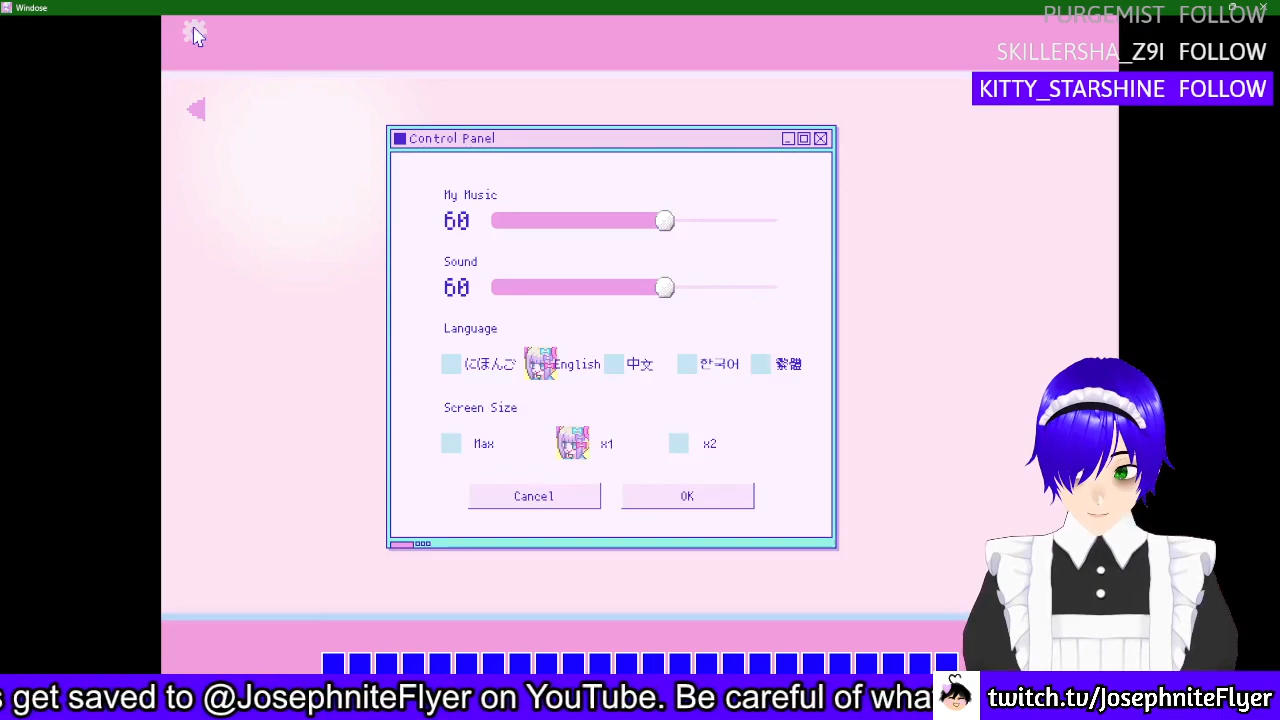 Windose
PURGEMIST FOLLOW
SKILLERSHA_Z9I FOLLOW
KITTY_STARSHINE FOLLOW
Control Panel
My Music
60
Sound
60
Language
にほんご English 中文 한국어 繁體
Screen Size
Max x1 x2
Cancel OK
s get saved to @JosephniteFlyer on YouTube. Be careful of wha
twitch.tv/JosephniteFlyer